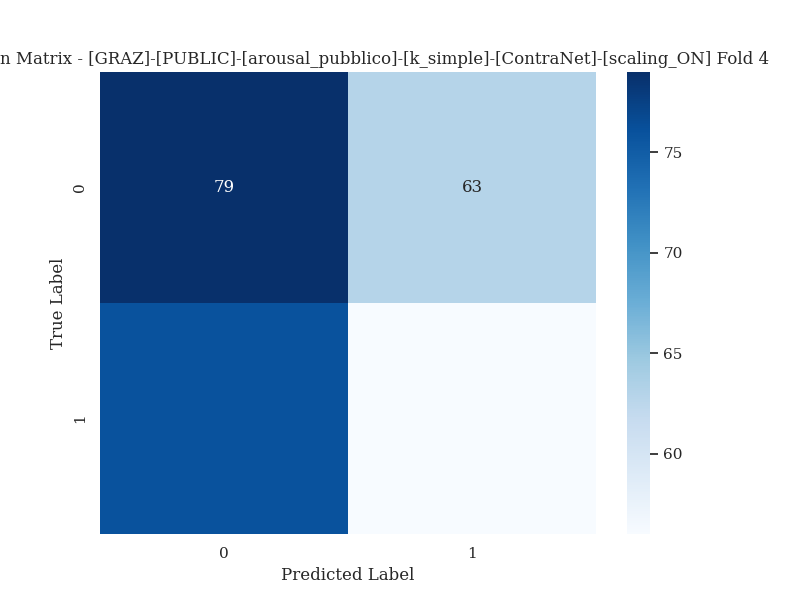 n Matrix - [GRAZ]-[PUBLIC]-[arousal_pubblico]-[k_simple]-[ContraNet]-[scaling_ON] Fold 4
79 63
0
1
True Label
0 1
Predicted Label
75
70
65
60